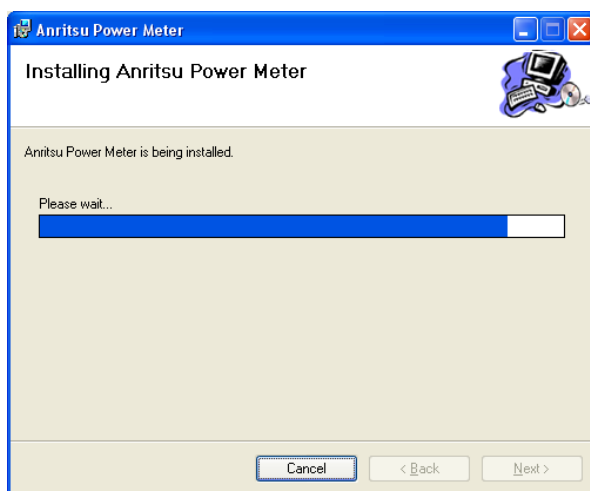 Anritsu Power Meter
Installing Anritsu Power Meter
Anritsu Power Meter is being installed.
Please wait...
Cancel
< Back
Next >